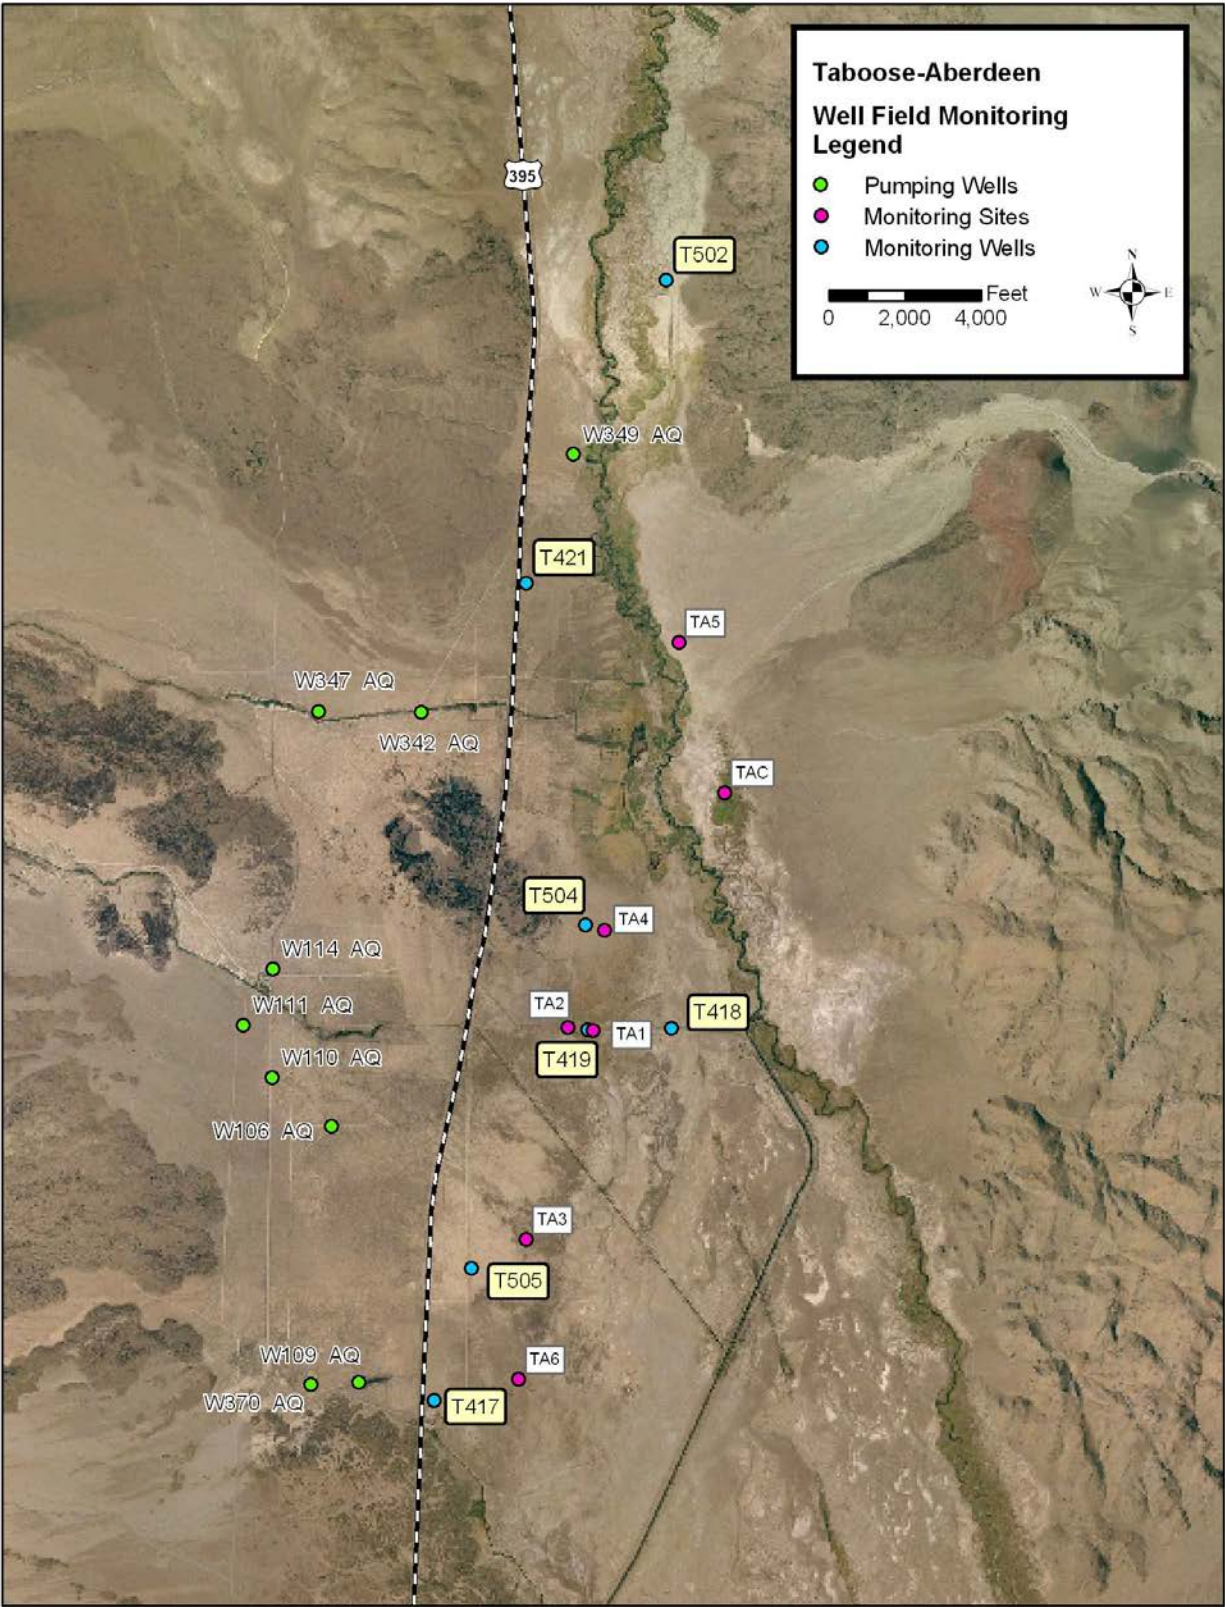 Taboose-Aberdeen
Well Field Monitoring
Legend
Pumping Wells
Monitoring Sites
Monitoring Wells
Feet
0 2,000 4,000
N
W E
S
395
T502
W349 AQ
T421
TA5
W347 AQ
W342 AQ
TAC
T504
TA4
W114 AQ
W111 AQ
TA2
T418
TA1
T419
W110 AQ
W106 AQ
TA3
T505
W109 AQ
TA6
W370 AQ
T417